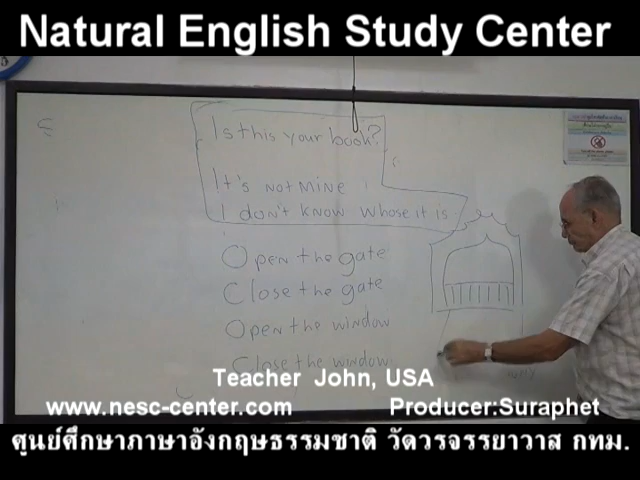 Natural English Study Center
Is this your book?
It's not mine
I don't know whose it is
Open the gate
Close the gate
Open the window
Close the window
Teacher John, USA
www.nesc-center.com Producer:Suraphet
ศูนย์ศึกษาภาษาอังกฤษธรรมชาติ วัดวรจรรยาวาส กทม.